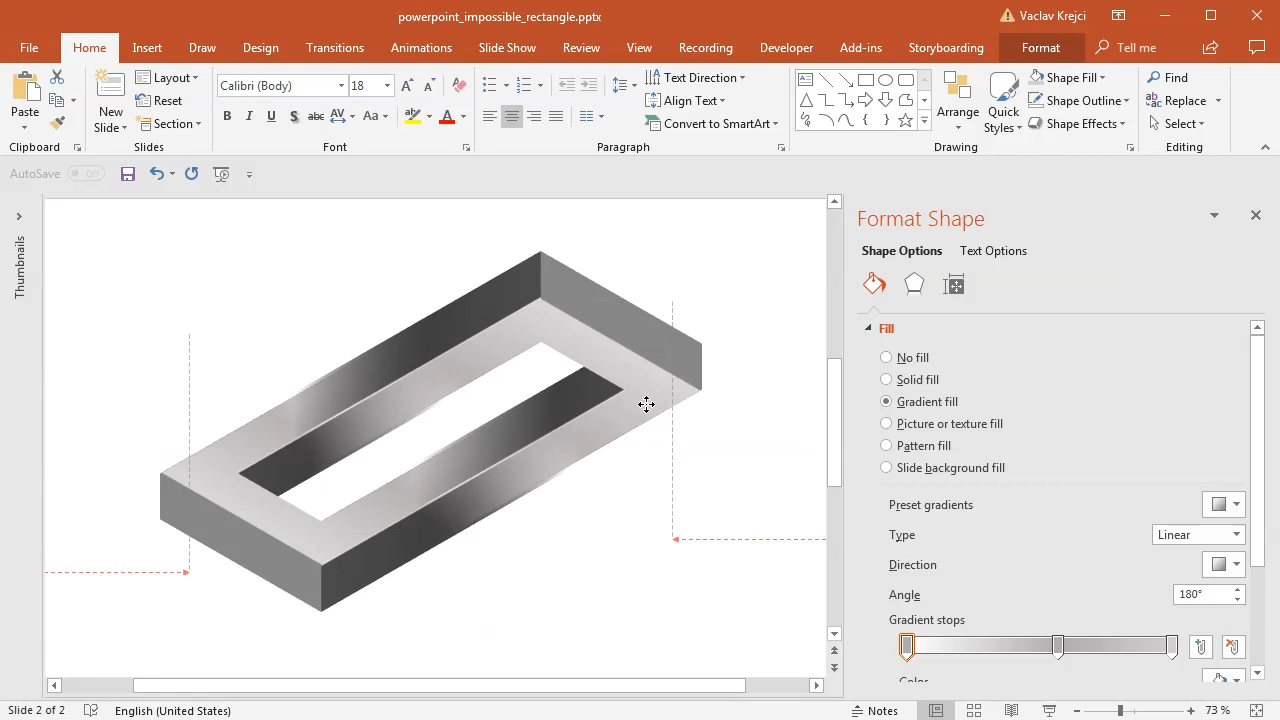 powerpoint_impossible_rectangle.pptx
Vaclav Krejci
File Home Insert Draw Design Transitions Animations Slide Show Review View Recording Developer Add-ins Storyboarding Format Tell me
Paste
New
Slide
Layout
Reset
Section
Calibri (Body) 18
B I U S abc AV Aa
ab A
Text Direction
Align Text
Convert to SmartArt
Arrange
Quick
Styles
Shape Fill
Shape Outline
Shape Effects
Find
Replace
Select
Clipboard Slides Font Paragraph Drawing Editing
AutoSave Off
Thumbnails
Format Shape
Shape Options Text Options
Fill
No fill
Solid fill
Gradient fill
Picture or texture fill
Pattern fill
Slide background fill
Preset gradients
Type Linear
Direction
Angle 180°
Gradient stops
Color
Slide 2 of 2 English (United States) Notes 73 %